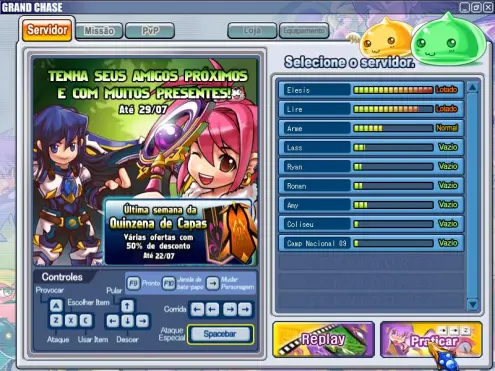 GRAND CHASE
Servidor
Missão
PvP
Loja
Equipamento
TENHA SEUS AMIGOS PRÓXIMOS
E COM MUITOS PRESENTES!
Até 29/07
Última semana da
Quinzena de Capas
Várias ofertas com
50% de desconto
Até 22/07
Selecione o servidor.
Elesis Lotado
Lire Lotado
Arme Normal
Lass Vazio
Ryan Vazio
Ronan Vazio
Amy Vazio
Coliseu Vazio
Camp Nacional 09 Vazio
Controles
Provocar
Pular
F9 Pronto F10 Janela de bate-papo → Mudar Personagem
A Escolher Item ↑
Corrida ← ← → →
Z X C ← ↓ →
Ataque Usar Item Descer
Ataque
Especial
Spacebar
Replay
→ → Z
Praticar